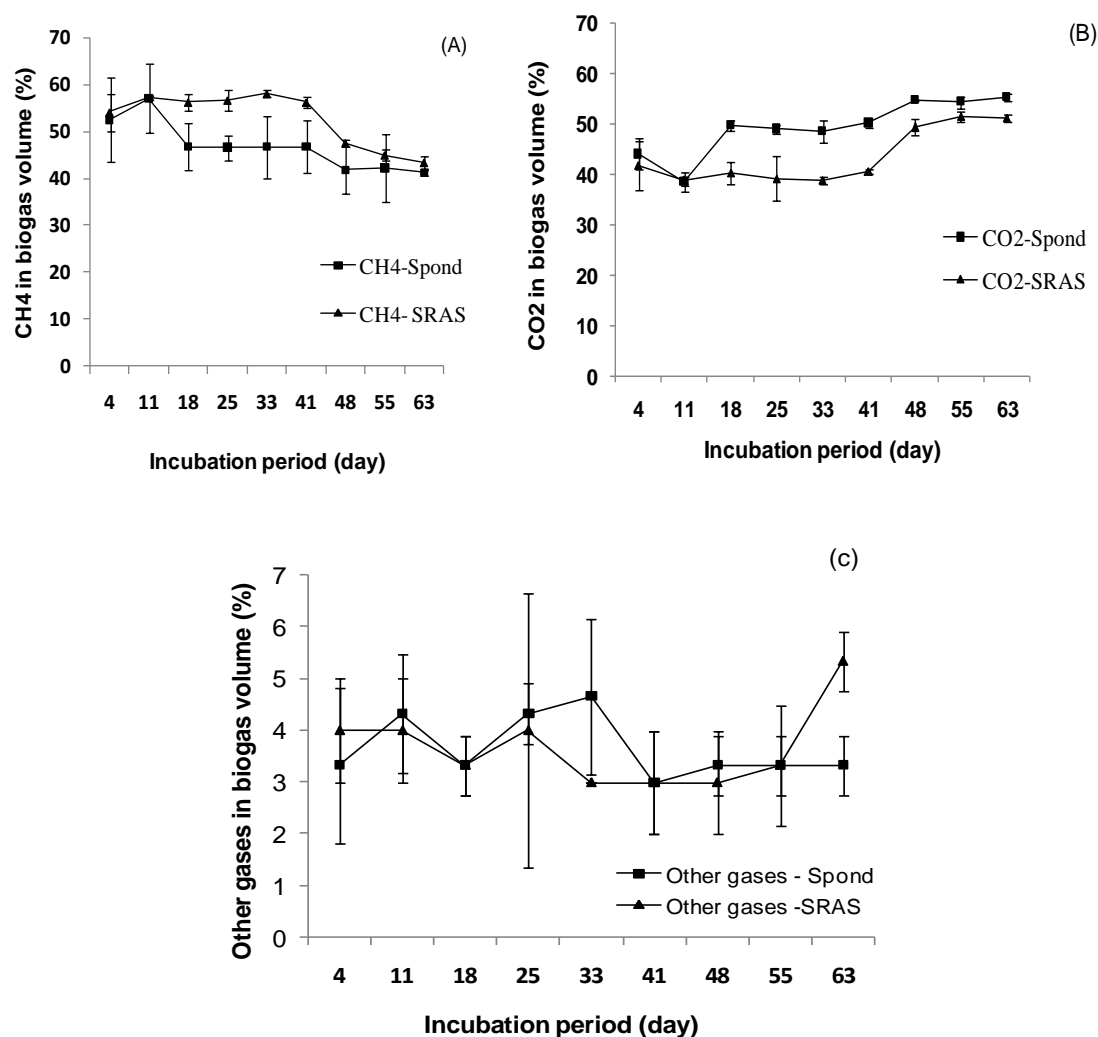 (A)
CH4 in biogas volume (%)
70
60
50
40
30
20
10
0
CH4-Spond
CH4- SRAS
4 11 18 25 33 41 48 55 63
Incubation period (day)
(B)
CO2 in biogas volume (%)
70
60
50
40
30
20
10
0
CO2-Spond
CO2-SRAS
4 11 18 25 33 41 48 55 63
Incubation period (day)
(c)
Other gases in biogas volume (%)
7
6
5
4
3
2
1
0
Other gases - Spond
Other gases -SRAS
4 11 18 25 33 41 48 55 63
Incubation period (day)